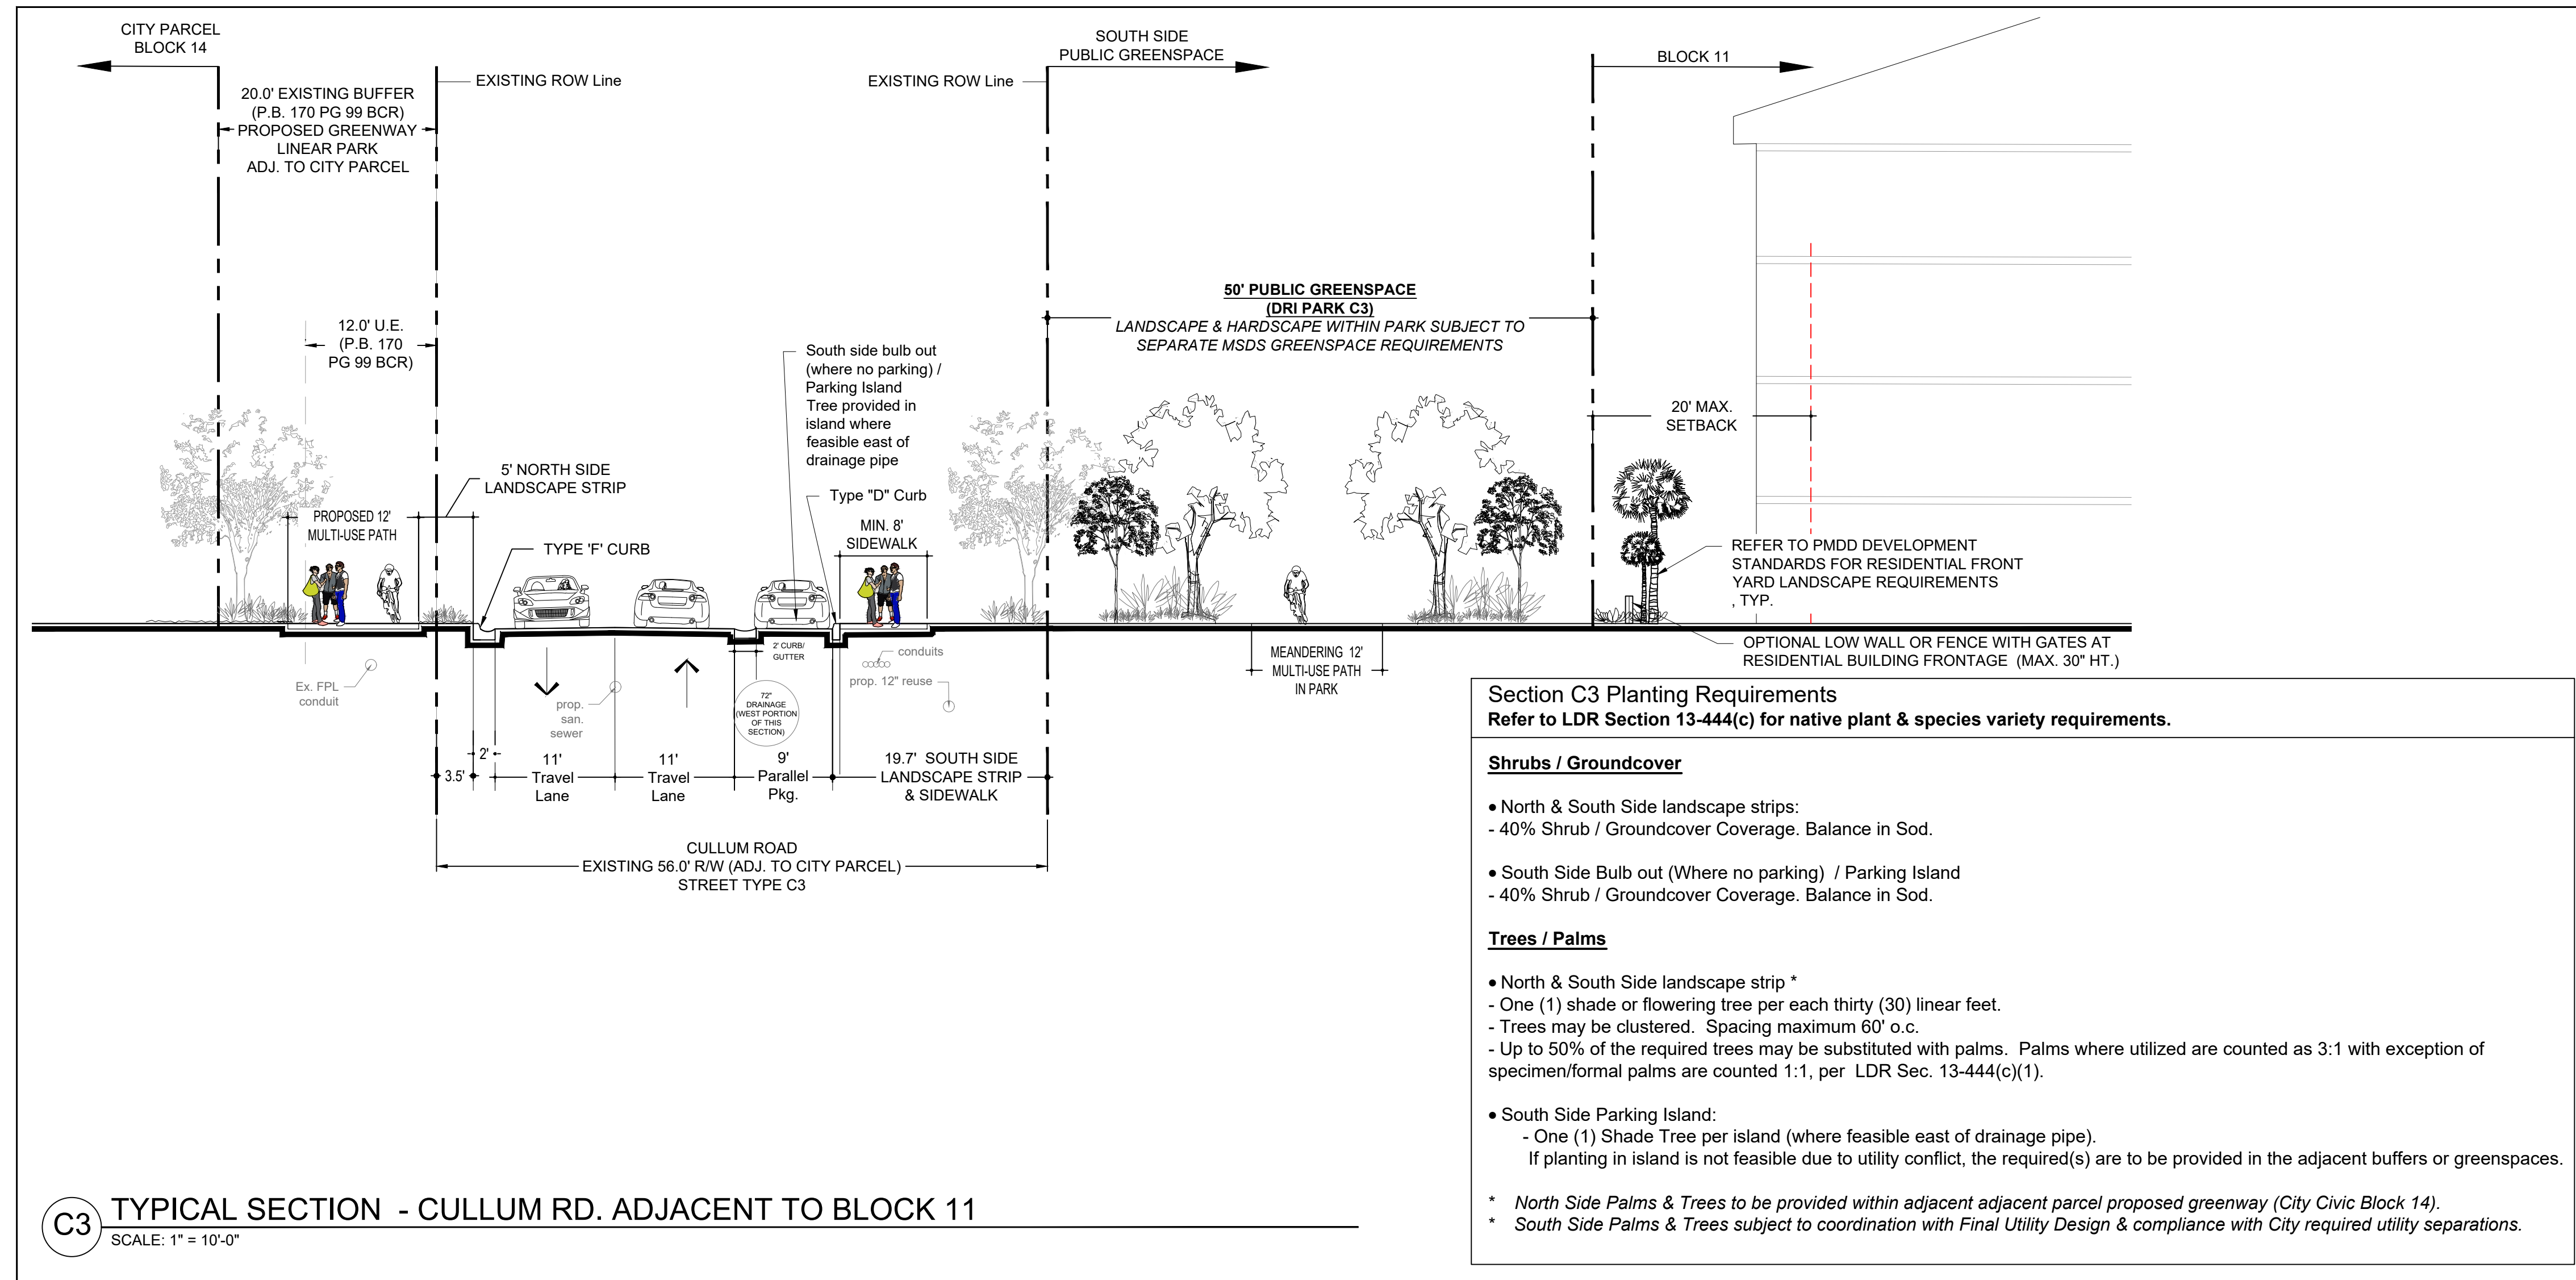 CITY PARCEL
BLOCK 14
20.0' EXISTING BUFFER
(P.B. 170 PG 99 BCR)
PROPOSED GREENWAY
LINEAR PARK
ADJ. TO CITY PARCEL
EXISTING ROW Line
EXISTING ROW Line
SOUTH SIDE
PUBLIC GREENSPACE
BLOCK 11
12.0' U.E.
(P.B. 170
PG 99 BCR)
50' PUBLIC GREENSPACE
(DRI PARK C3)
LANDSCAPE & HARDSCAPE WITHIN PARK SUBJECT TO
SEPARATE MSDS GREENSPACE REQUIREMENTS
South side bulb out
(where no parking) /
Parking Island
Tree provided in
island where
feasible east of
drainage pipe
20' MAX.
SETBACK
5' NORTH SIDE
LANDSCAPE STRIP
Type "D" Curb
PROPOSED 12'
MULTI-USE PATH
TYPE 'F' CURB
MIN. 8'
SIDEWALK
REFER TO PMDD DEVELOPMENT
STANDARDS FOR RESIDENTIAL FRONT
YARD LANDSCAPE REQUIREMENTS
, TYP.
OPTIONAL LOW WALL OR FENCE WITH GATES AT
RESIDENTIAL BUILDING FRONTAGE (MAX. 30" HT.)
2' CURB/
GUTTER
conduits
prop. 12" reuse
MEANDERING 12'
MULTI-USE PATH
IN PARK
Ex. FPL
conduit
prop.
san.
sewer
72"
DRAINAGE
(WEST PORTION
OF THIS
SECTION)
3.5'
2'
11'
Travel
Lane
11'
Travel
Lane
9'
Parallel
Pkg.
19.7' SOUTH SIDE
LANDSCAPE STRIP
& SIDEWALK
CULLUM ROAD
EXISTING 56.0' R/W (ADJ. TO CITY PARCEL)
STREET TYPE C3
Section C3 Planting Requirements
Refer to LDR Section 13-444(c) for native plant & species variety requirements.
Shrubs / Groundcover
• North & South Side landscape strips:
- 40% Shrub / Groundcover Coverage. Balance in Sod.
• South Side Bulb out (Where no parking) / Parking Island
- 40% Shrub / Groundcover Coverage. Balance in Sod.
Trees / Palms
• North & South Side landscape strip *
- One (1) shade or flowering tree per each thirty (30) linear feet.
- Trees may be clustered. Spacing maximum 60' o.c.
- Up to 50% of the required trees may be substituted with palms. Palms where utilized are counted as 3:1 with exception of
specimen/formal palms are counted 1:1, per LDR Sec. 13-444(c)(1).
• South Side Parking Island:
- One (1) Shade Tree per island (where feasible east of drainage pipe).
If planting in island is not feasible due to utility conflict, the required(s) are to be provided in the adjacent buffers or greenspaces.
* North Side Palms & Trees to be provided within adjacent adjacent parcel proposed greenway (City Civic Block 14).
* South Side Palms & Trees subject to coordination with Final Utility Design & compliance with City required utility separations.
C3
TYPICAL SECTION - CULLUM RD. ADJACENT TO BLOCK 11
SCALE: 1" = 10'-0"